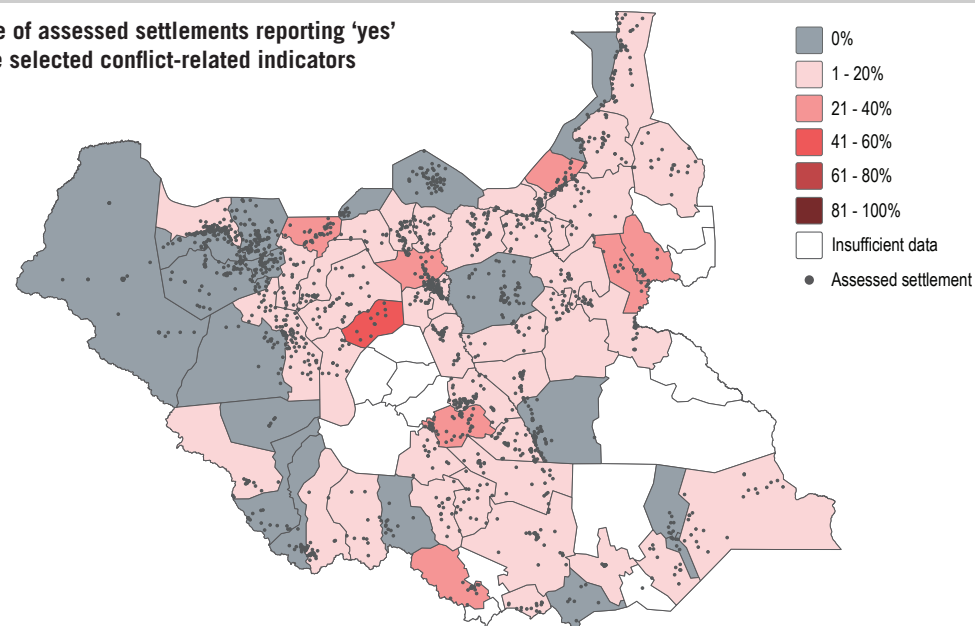 e of assessed settlements reporting ‘yes’
e selected conflict-related indicators
0%
1 - 20%
21 - 40%
41 - 60%
61 - 80%
81 - 100%
Insufficient data
Assessed settlement